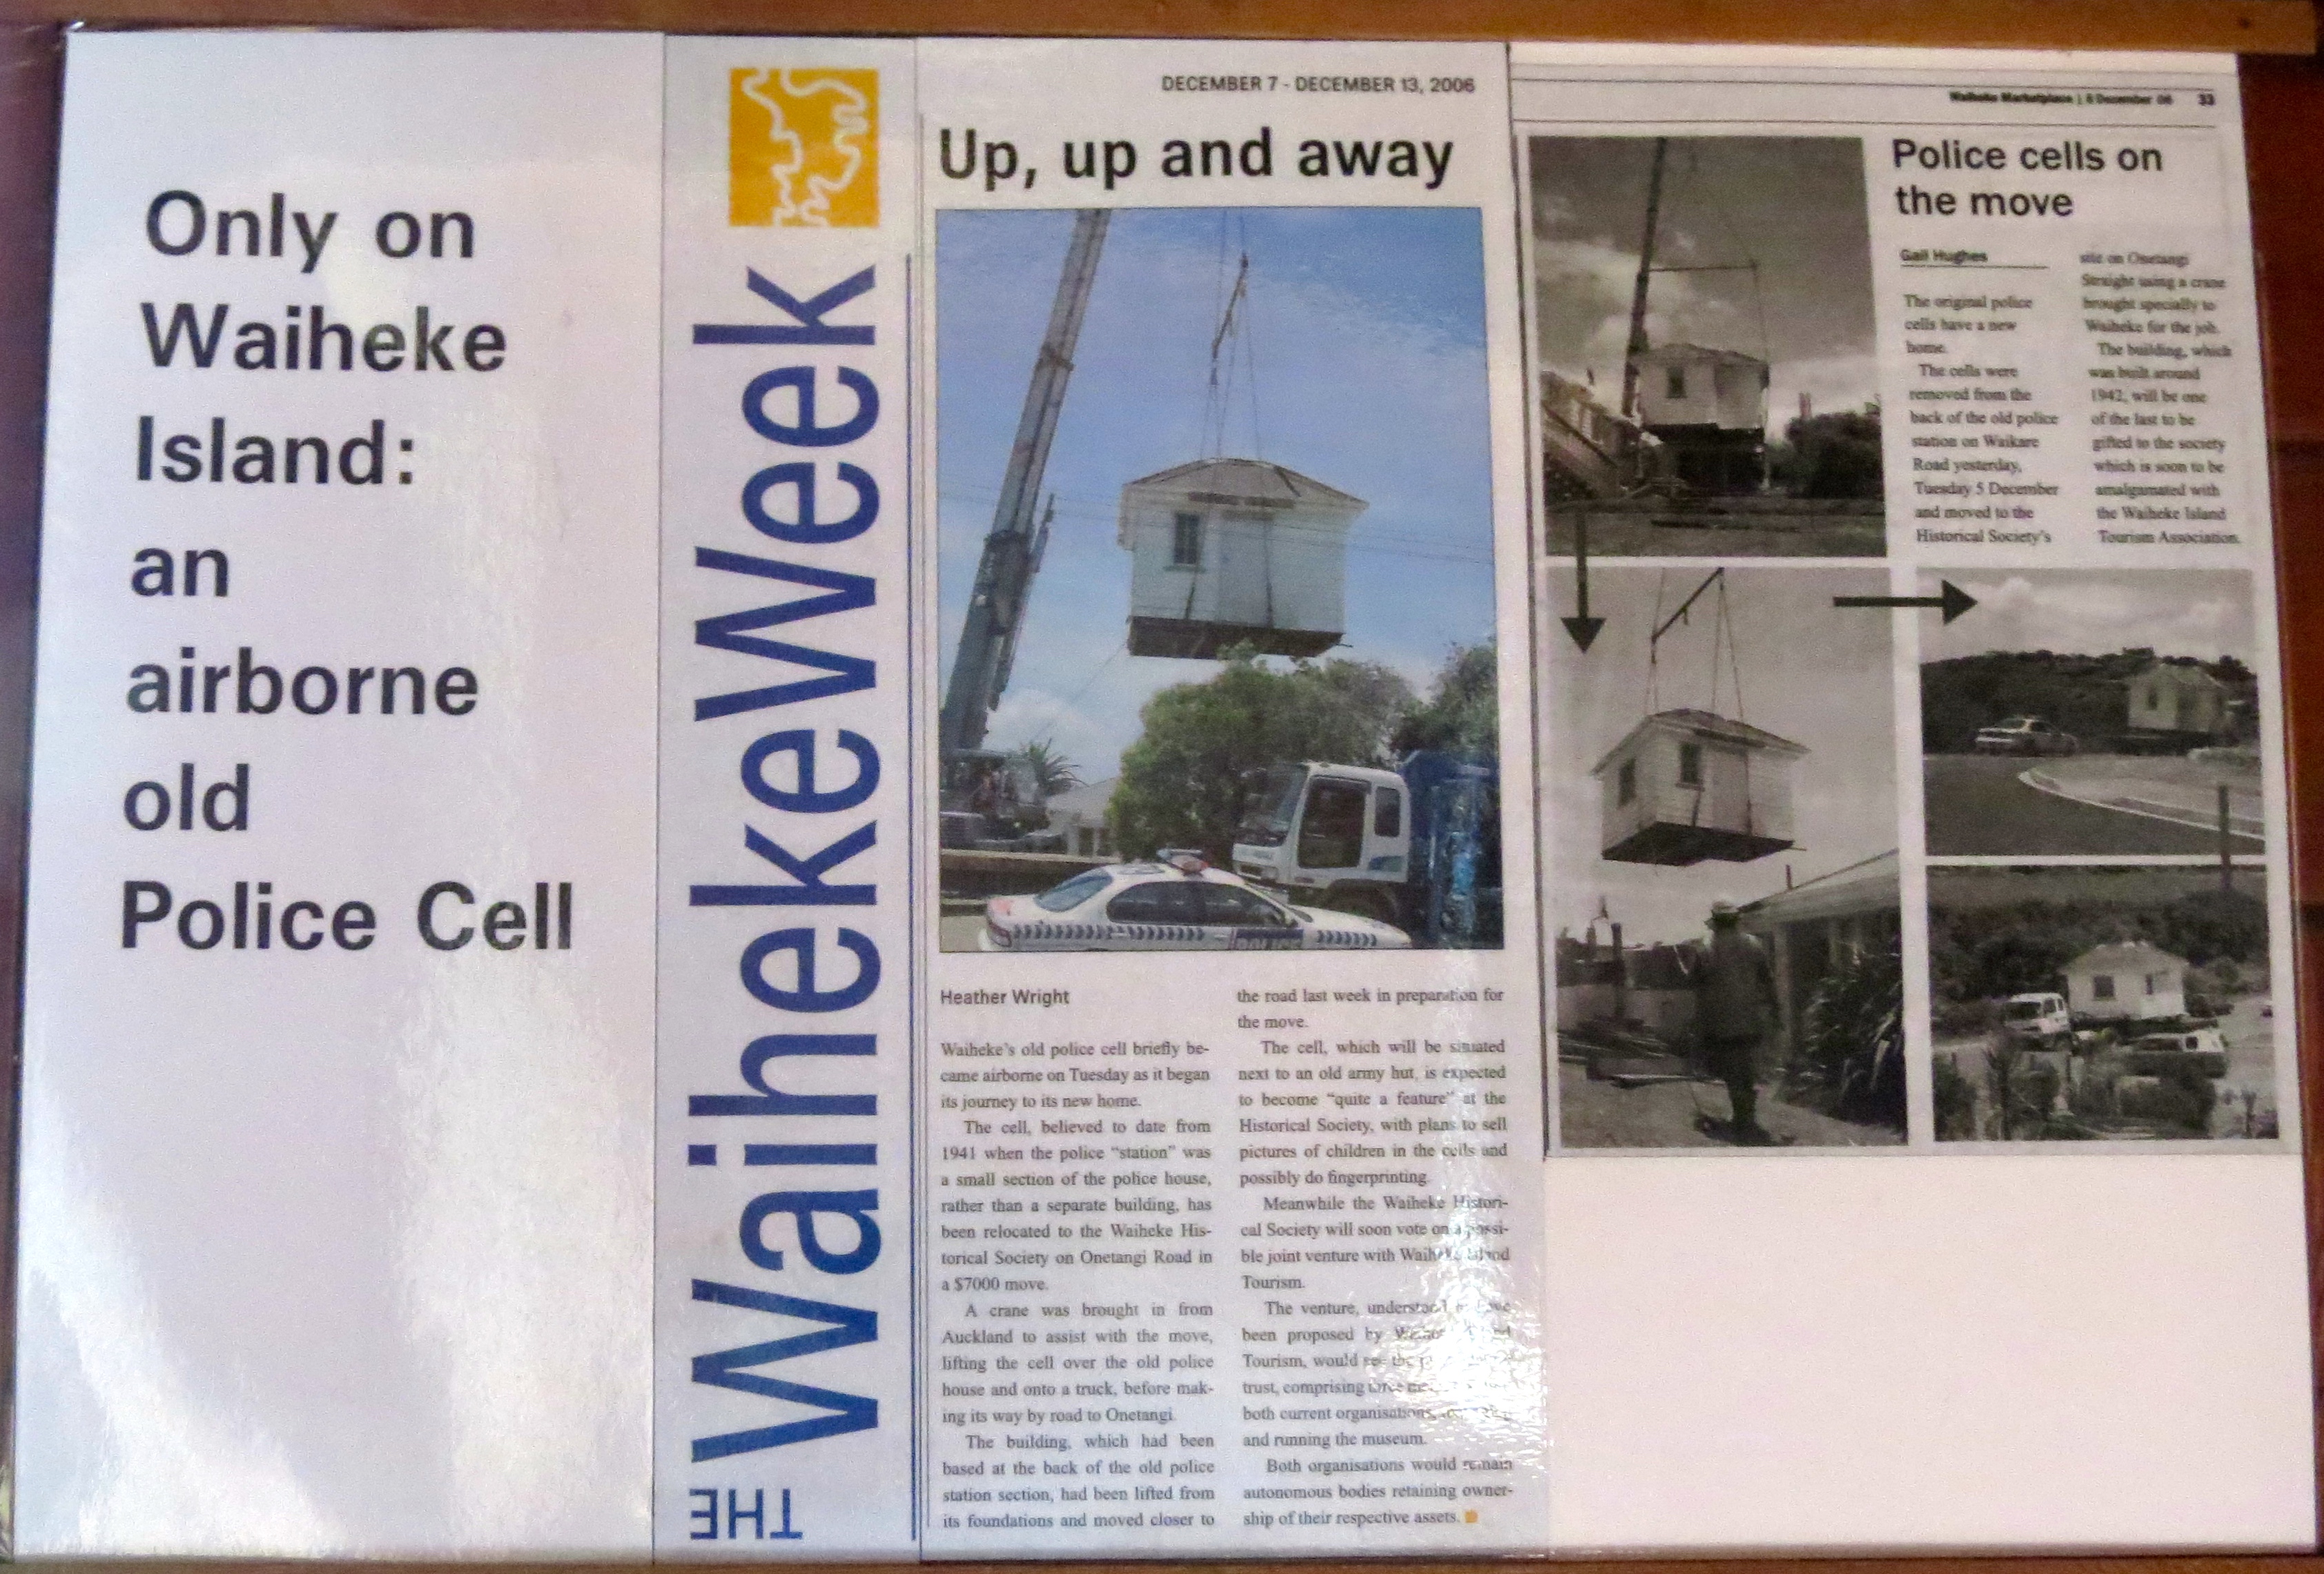 Only on
Waiheke
Island:
an
airborne
old
Police Cell
THE WaihekeWeek
DECEMBER 7 - DECEMBER 13, 2006
Up, up and away
POLICE
Heather Wright
Waiheke's old police cell briefly be-
came airborne on Tuesday as it began
its journey to its new home.
The cell, believed to date from
1941 when the police "station" was
a small section of the police house,
rather than a separate building, has
been relocated to the Waiheke His-
torical Society on Onetangi Road in
a $7000 move.
A crane was brought in from
Auckland to assist with the move,
lifting the cell over the old police
house and onto a truck, before mak-
ing its way by road to Onetangi.
The building, which had been
based at the back of the old police
station section, had been lifted from
its foundations and moved closer to
the road last week in preparation for
the move.
The cell, which will be situated
next to an old army hut, is expected
to become "quite a feature" at the
Historical Society, with plans to sell
pictures of children in the cells and
possibly do fingerprinting.
Meanwhile the Waiheke Histori-
cal Society will soon vote on a possi-
ble joint venture with Waiheke Island
Tourism.
The venture, understood to have
been proposed by
Tourism, would see the
trust, comprising three
both current organisations,
and running the museum.
Both organisations would remain
autonomous bodies retaining owner-
ship of their respective assets.
Waiheke Marketplace | 6 December 06 33
Police cells on
the move
Gail Hughes
The original police
cells have a new
home.
The cells were
removed from the
back of the old police
station on Waikare
Road yesterday,
Tuesday 5 December
and moved to the
Historical Society's
site on Onetangi
Straight using a crane
brought specially to
Waiheke for the job.
The building, which
was built around
1942, will be one
of the last to be
gifted to the society
which is soon to be
amalgamated with
the Waiheke Island
Tourism Association.